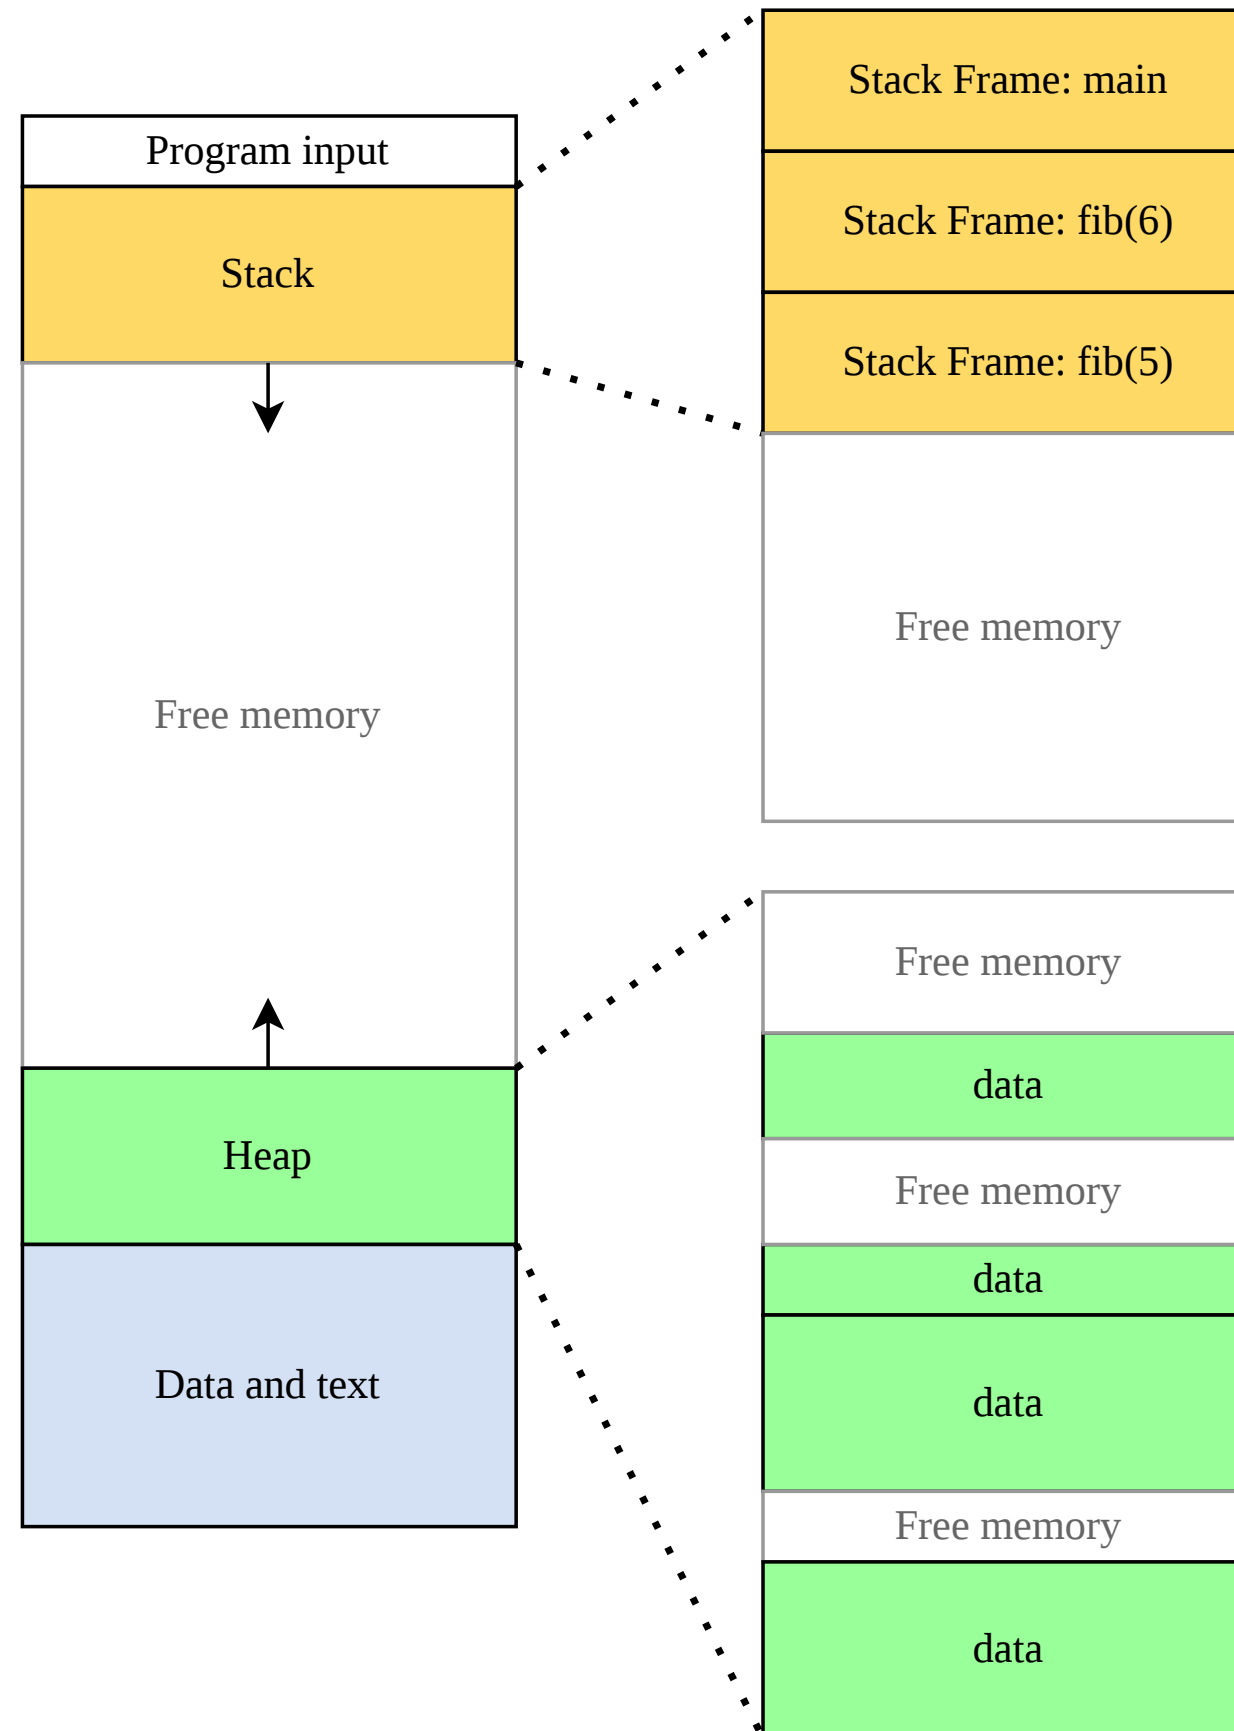 Program input
Stack
Free memory
Heap
Data and text
Stack Frame: main
Stack Frame: fib(6)
Stack Frame: fib(5)
Free memory
Free memory
data
Free memory
data
data
Free memory
data